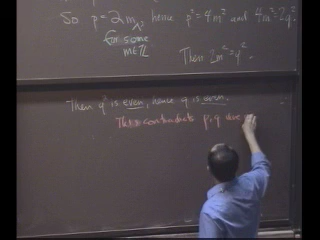 So p=2m, hence p²=4m² and 4m²=2q².
for some
m∈ℤ
Then 2m²=q².
Then q² is even, hence q is even.
This contradicts p, q